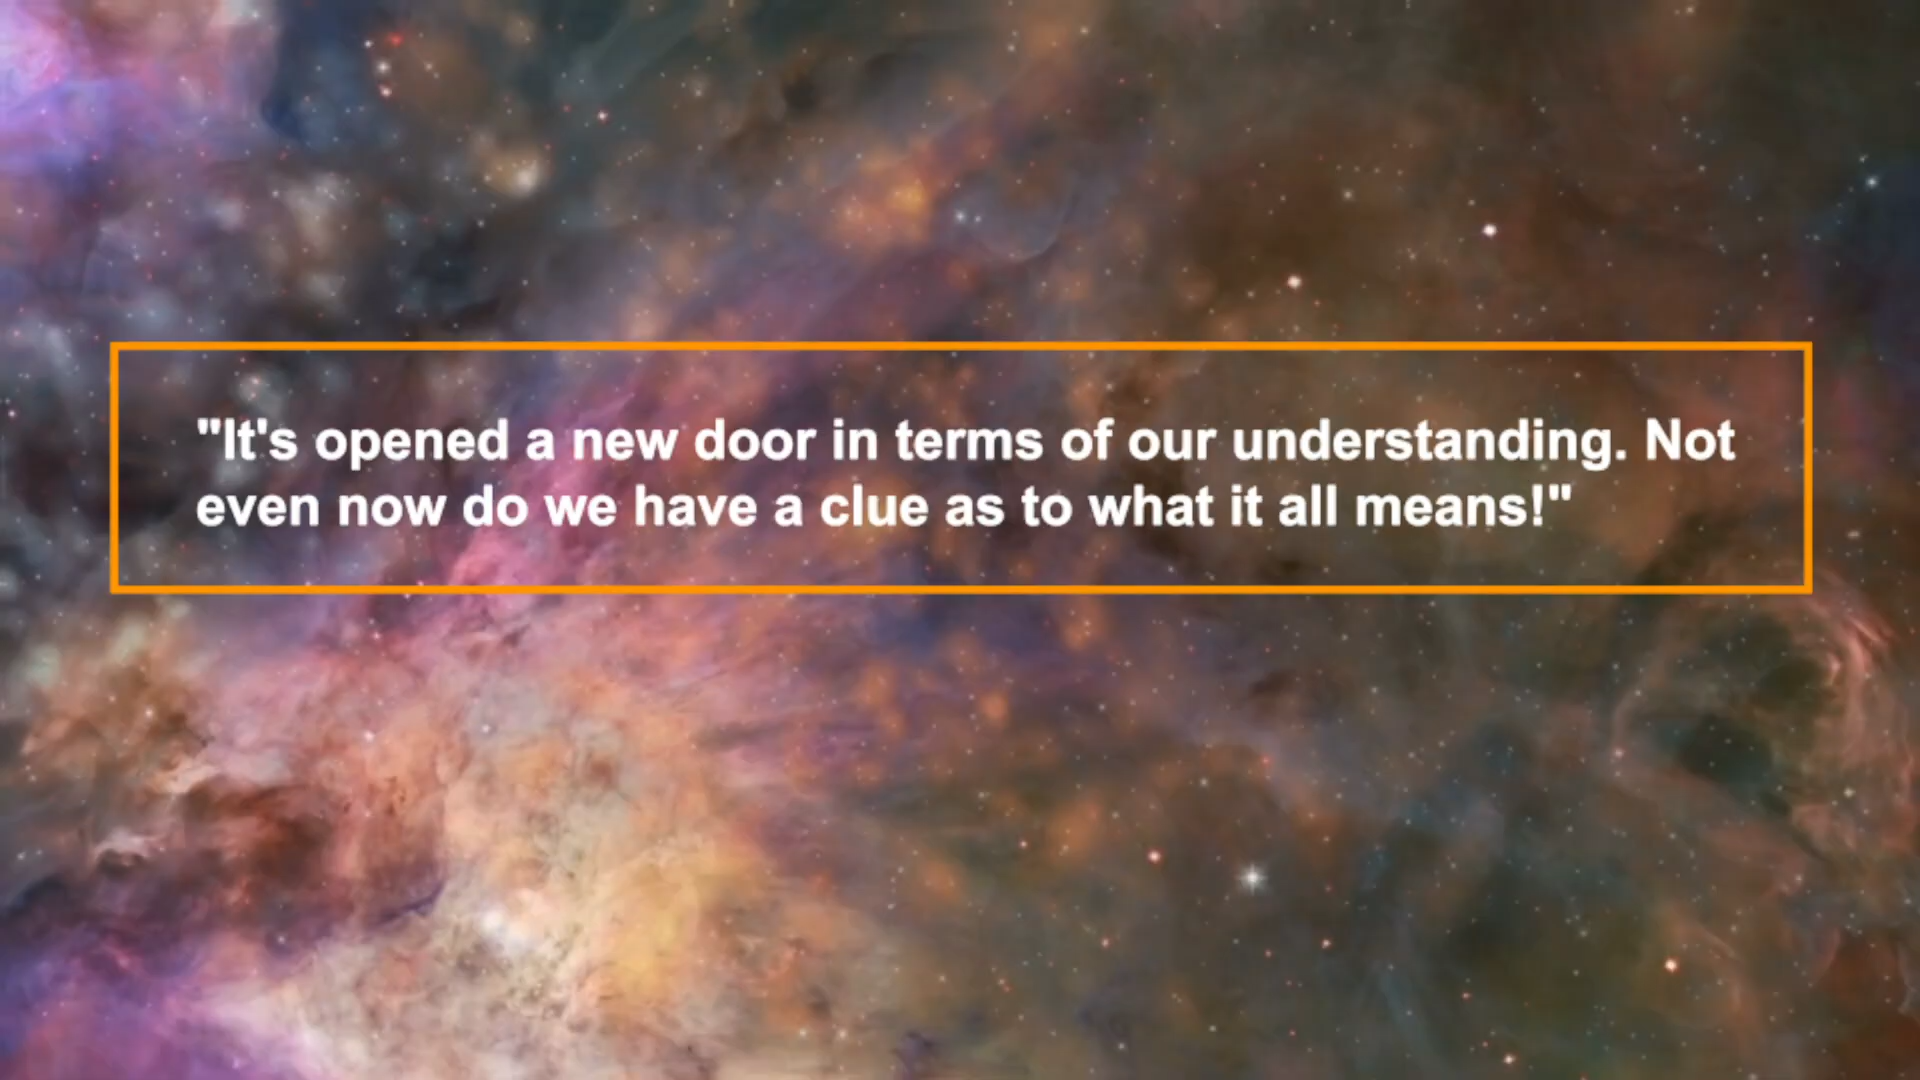 "It's opened a new door in terms of our understanding. Not
even now do we have a clue as to what it all means!"